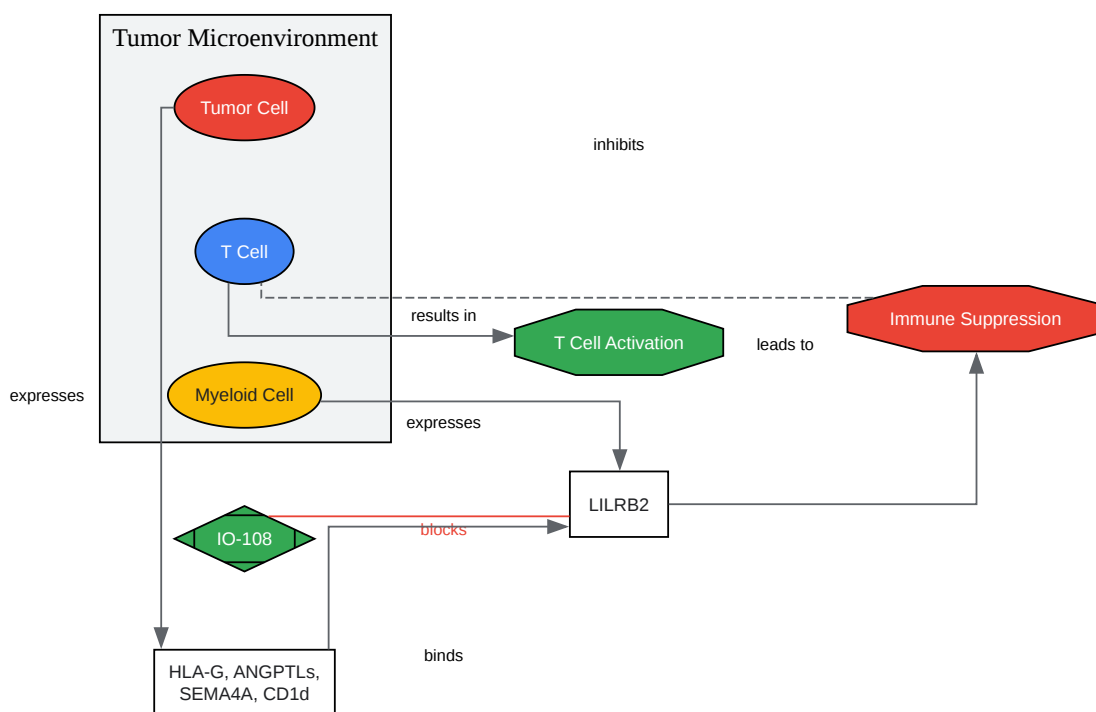 Tumor Microenvironment
Tumor Cell
inhibits
T Cell
results in
T Cell Activation
leads to
Immune Suppression
Myeloid Cell
expresses
expresses
LILRB2
IO-108
blocks
binds
HLA-G, ANGPTLs,
SEMA4A, CD1d